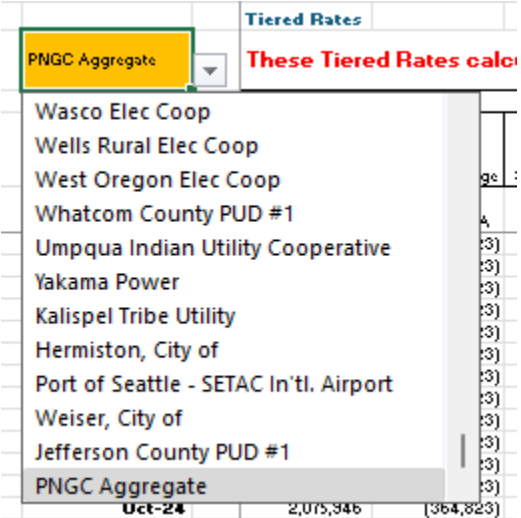 Tiered Rates
PNGC Aggregate
These Tiered Rates
Wasco Elec Coop
Wells Rural Elec Coop
West Oregon Elec Coop
Whatcom County PUD #1
Umpqua Indian Utility Cooperative
Yakama Power
Kalispel Tribe Utility
Hermiston, City of
Port of Seattle - SETAC In'tl. Airport
Weiser, City of
Jefferson County PUD #1
PNGC Aggregate
Oct-24 2,075,946 (364,823)